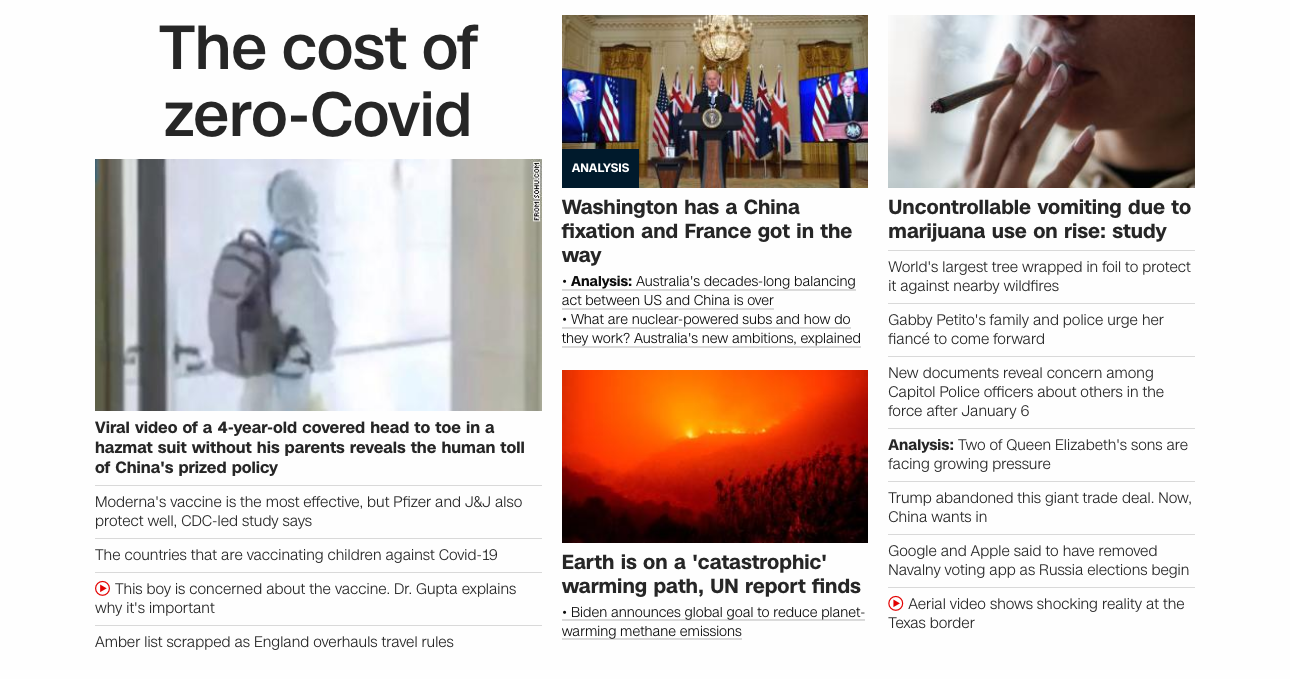 The cost of
zero-Covid
FROM SOHU.COM
Viral video of a 4-year-old covered head to toe in a
hazmat suit without his parents reveals the human toll
of China's prized policy
Moderna's vaccine is the most effective, but Pfizer and J&J also
protect well, CDC-led study says
The countries that are vaccinating children against Covid-19
This boy is concerned about the vaccine. Dr. Gupta explains
why it's important
Amber list scrapped as England overhauls travel rules
ANALYSIS
Washington has a China
fixation and France got in the
way
• Analysis: Australia's decades-long balancing
act between US and China is over
• What are nuclear-powered subs and how do
they work? Australia's new ambitions, explained
Earth is on a 'catastrophic'
warming path, UN report finds
• Biden announces global goal to reduce planet-
warming methane emissions
Uncontrollable vomiting due to
marijuana use on rise: study
World's largest tree wrapped in foil to protect
it against nearby wildfires
Gabby Petito's family and police urge her
fiancé to come forward
New documents reveal concern among
Capitol Police officers about others in the
force after January 6
Analysis: Two of Queen Elizabeth's sons are
facing growing pressure
Trump abandoned this giant trade deal. Now,
China wants in
Google and Apple said to have removed
Navalny voting app as Russia elections begin
Aerial video shows shocking reality at the
Texas border